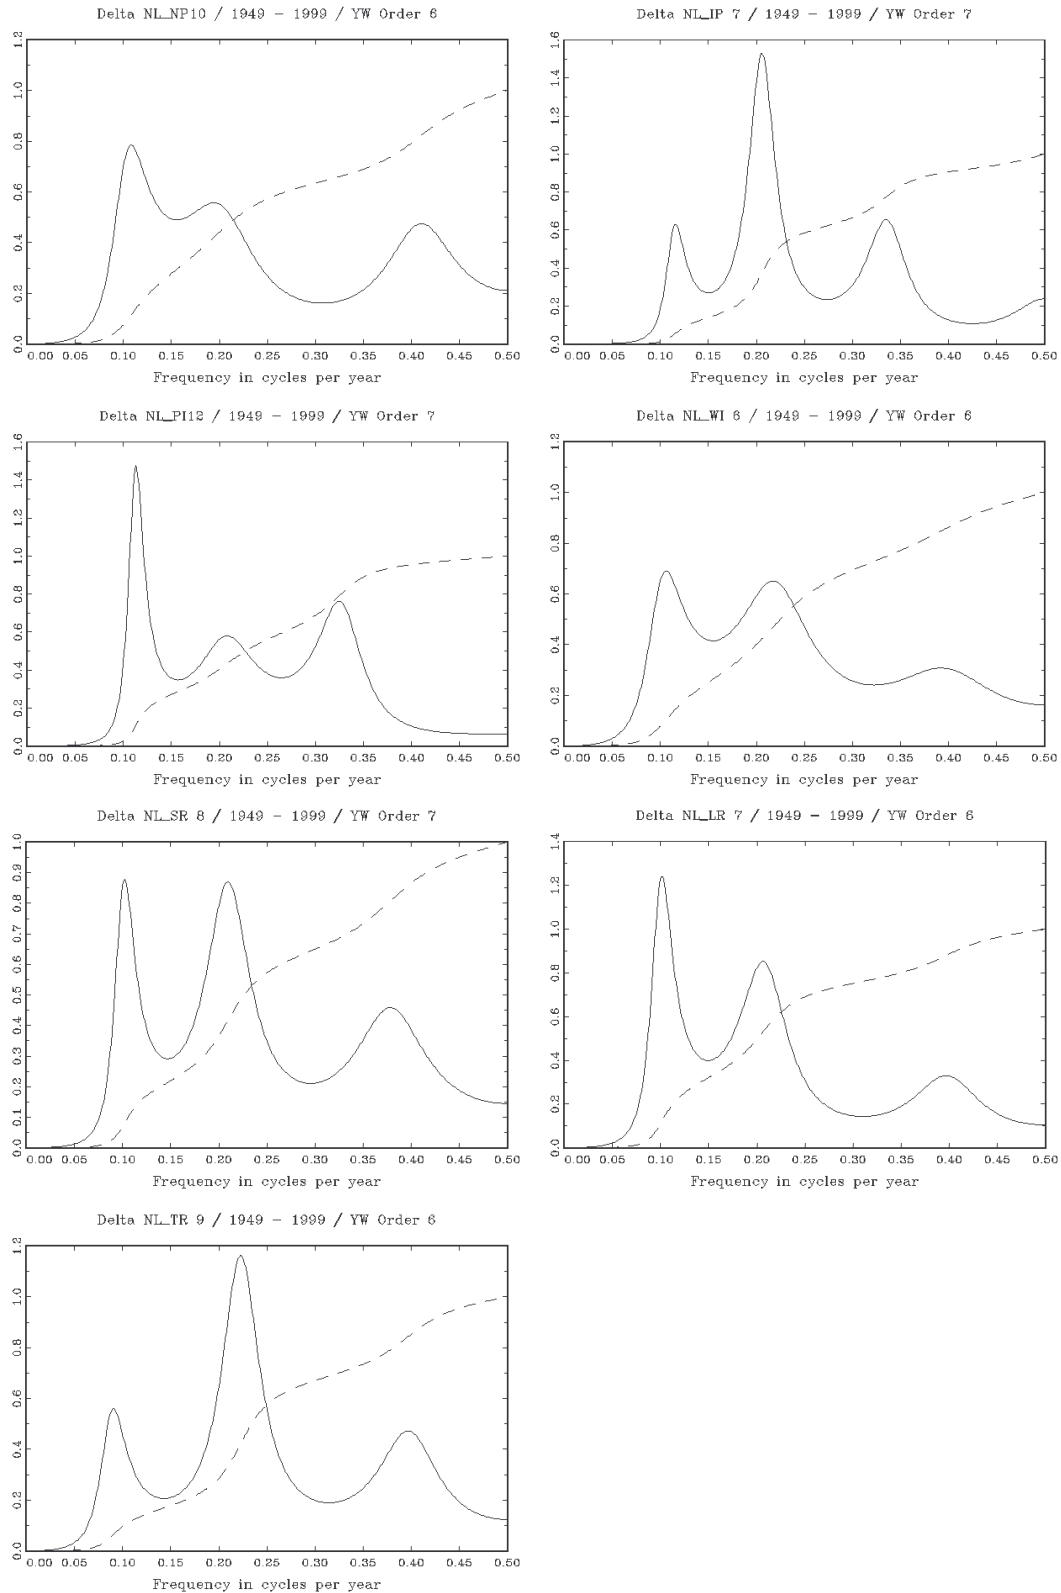 Delta NL_NP10 / 1949 - 1999 / YW Order 6
1.2
1.0
0.8
0.6
0.4
0.2
0.0
0.00 0.05 0.10 0.15 0.20 0.25 0.30 0.35 0.40 0.45 0.50
Frequency in cycles per year
Delta NL_IP 7 / 1949 - 1999 / YW Order 7
1.6
1.4
1.2
1.0
0.8
0.6
0.4
0.2
0.0
0.00 0.05 0.10 0.15 0.20 0.25 0.30 0.35 0.40 0.45 0.50
Frequency in cycles per year
Delta NL_PI12 / 1949 - 1999 / YW Order 7
1.6
1.4
1.2
1.0
0.8
0.6
0.4
0.2
0.0
0.00 0.05 0.10 0.15 0.20 0.25 0.30 0.35 0.40 0.45 0.50
Frequency in cycles per year
Delta NL_WI 6 / 1949 - 1999 / YW Order 6
1.2
1.0
0.8
0.6
0.4
0.2
0.0
0.00 0.05 0.10 0.15 0.20 0.25 0.30 0.35 0.40 0.45 0.50
Frequency in cycles per year
Delta NL_SR 8 / 1949 - 1999 / YW Order 7
1.0
0.9
0.8
0.7
0.6
0.5
0.4
0.3
0.2
0.1
0.0
0.00 0.05 0.10 0.15 0.20 0.25 0.30 0.35 0.40 0.45 0.50
Frequency in cycles per year
Delta NL_LR 7 / 1949 - 1999 / YW Order 6
1.4
1.2
1.0
0.8
0.6
0.4
0.2
0.0
0.00 0.05 0.10 0.15 0.20 0.25 0.30 0.35 0.40 0.45 0.50
Frequency in cycles per year
Delta NL_TR 9 / 1949 - 1999 / YW Order 6
1.2
1.0
0.8
0.6
0.4
0.2
0.0
0.00 0.05 0.10 0.15 0.20 0.25 0.30 0.35 0.40 0.45 0.50
Frequency in cycles per year